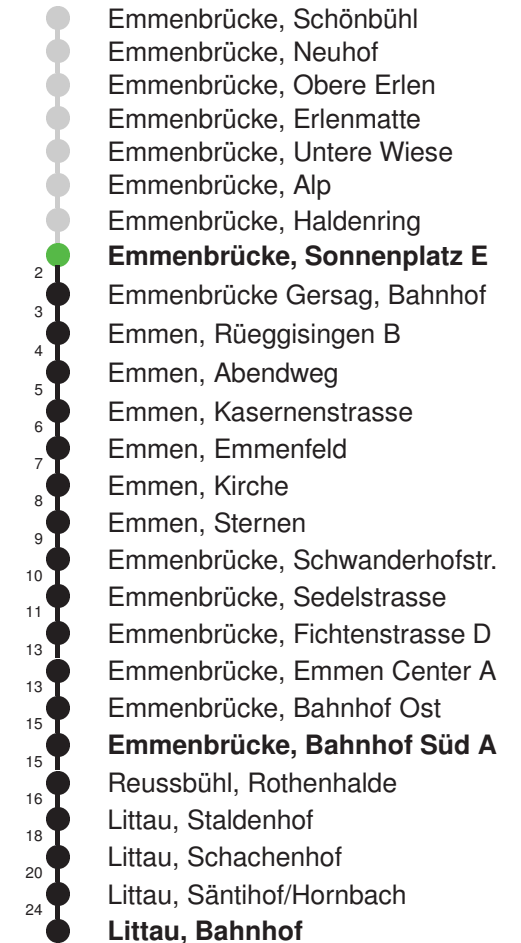 Emmenbrücke, Schönbühl
Emmenbrücke, Neuhof
Emmenbrücke, Obere Erlen
Emmenbrücke, Erlenmatte
Emmenbrücke, Untere Wiese
Emmenbrücke, Alp
Emmenbrücke, Haldenring
Emmenbrücke, Sonnenplatz E
2
Emmenbrücke Gersag, Bahnhof
3
Emmen, Rüeggisingen B
4
Emmen, Abendweg
5
Emmen, Kasernenstrasse
6
Emmen, Emmenfeld
7
Emmen, Kirche
8
Emmen, Sternen
9
Emmenbrücke, Schwanderhofstr.
10
Emmenbrücke, Sedelstrasse
11
Emmenbrücke, Fichtenstrasse D
13
Emmenbrücke, Emmen Center A
13
Emmenbrücke, Bahnhof Ost
15
Emmenbrücke, Bahnhof Süd A
15
Reussbühl, Rothenhalde
16
Littau, Staldenhof
18
Littau, Schachenhof
20
Littau, Säntihof/Hornbach
24
Littau, Bahnhof